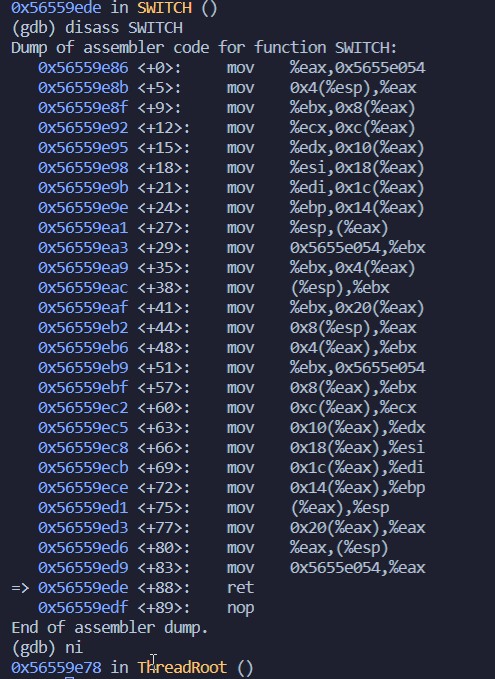 0x56559ede in SWITCH ()
(gdb) disass SWITCH
Dump of assembler code for function SWITCH:
   0x56559e86 <+0>:     mov    %eax,0x5655e054
   0x56559e8b <+5>:     mov    0x4(%esp),%eax
   0x56559e8f <+9>:     mov    %ebx,0x8(%eax)
   0x56559e92 <+12>:    mov    %ecx,0xc(%eax)
   0x56559e95 <+15>:    mov    %edx,0x10(%eax)
   0x56559e98 <+18>:    mov    %esi,0x18(%eax)
   0x56559e9b <+21>:    mov    %edi,0x1c(%eax)
   0x56559e9e <+24>:    mov    %ebp,0x14(%eax)
   0x56559ea1 <+27>:    mov    %esp,(%eax)
   0x56559ea3 <+29>:    mov    0x5655e054,%ebx
   0x56559ea9 <+35>:    mov    %ebx,0x4(%eax)
   0x56559eac <+38>:    mov    (%esp),%ebx
   0x56559eaf <+41>:    mov    %ebx,0x20(%eax)
   0x56559eb2 <+44>:    mov    0x8(%esp),%eax
   0x56559eb6 <+48>:    mov    0x4(%eax),%ebx
   0x56559eb9 <+51>:    mov    %ebx,0x5655e054
   0x56559ebf <+57>:    mov    0x8(%eax),%ebx
   0x56559ec2 <+60>:    mov    0xc(%eax),%ecx
   0x56559ec5 <+63>:    mov    0x10(%eax),%edx
   0x56559ec8 <+66>:    mov    0x18(%eax),%esi
   0x56559ecb <+69>:    mov    0x1c(%eax),%edi
   0x56559ece <+72>:    mov    0x14(%eax),%ebp
   0x56559ed1 <+75>:    mov    (%eax),%esp
   0x56559ed3 <+77>:    mov    0x20(%eax),%eax
   0x56559ed6 <+80>:    mov    %eax,(%esp)
   0x56559ed9 <+83>:    mov    0x5655e054,%eax
=> 0x56559ede <+88>:    ret
   0x56559edf <+89>:    nop
End of assembler dump.
(gdb) ni
0x56559e78 in ThreadRoot ()